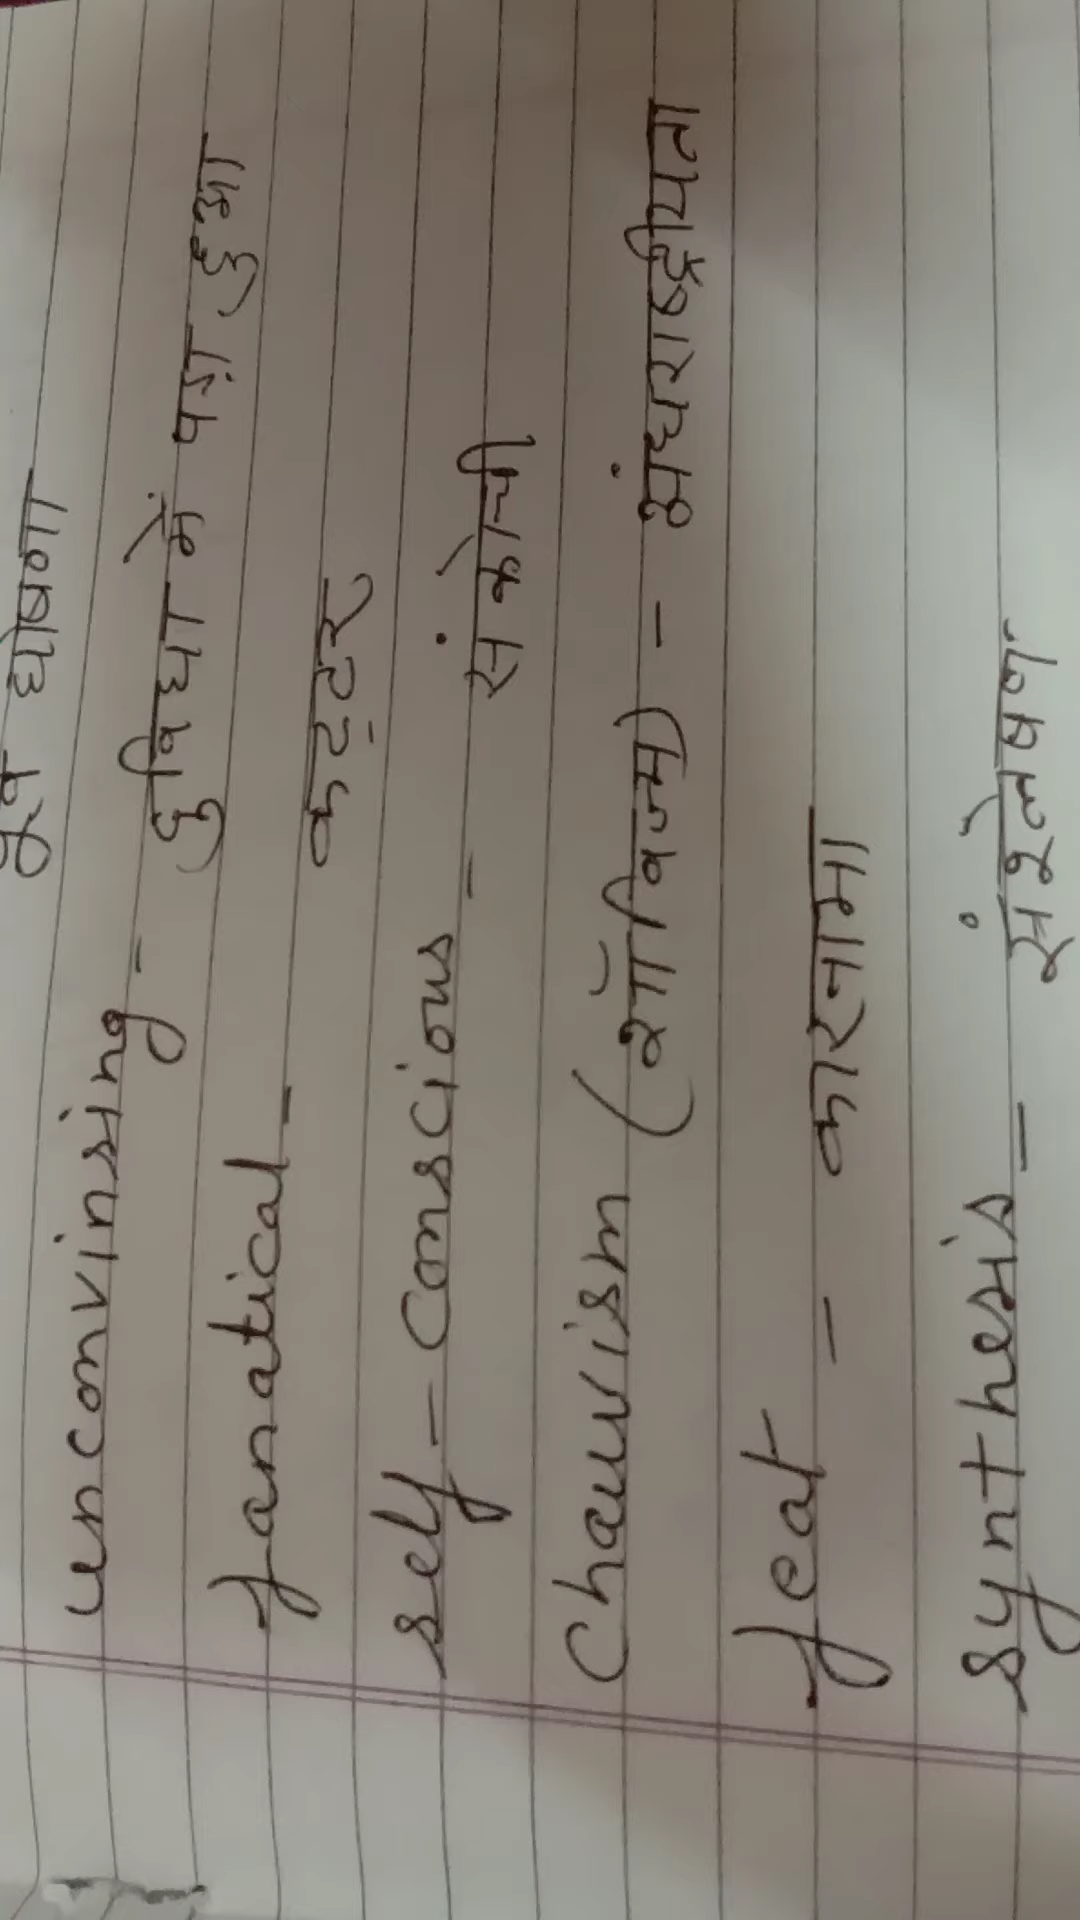 युद्ध घोषणा
unconvinsing - दुविधा में पड़ा हुआ
fanatical - कट्टर
self-conscious - संकोची
Chauvism (शॉविज्म) - अंधराष्ट्रीयता
feat - कारनामा
synthesis - संश्लेषण